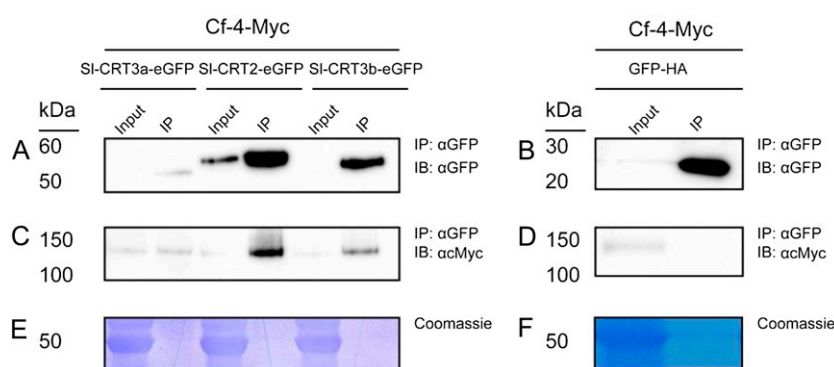 Cf-4-Myc
Sl-CRT3a-eGFP Sl-CRT2-eGFP Sl-CRT3b-eGFP
kDa
Input IP Input IP Input IP
A 60 IP: αGFP
50 IB: αGFP
C 150 IP: αGFP
100 IB: αcMyc
E 50 Coomassie
Cf-4-Myc
GFP-HA
kDa
Input IP
B 30 IP: αGFP
20 IB: αGFP
D 150 IP: αGFP
100 IB: αcMyc
F 50 Coomassie